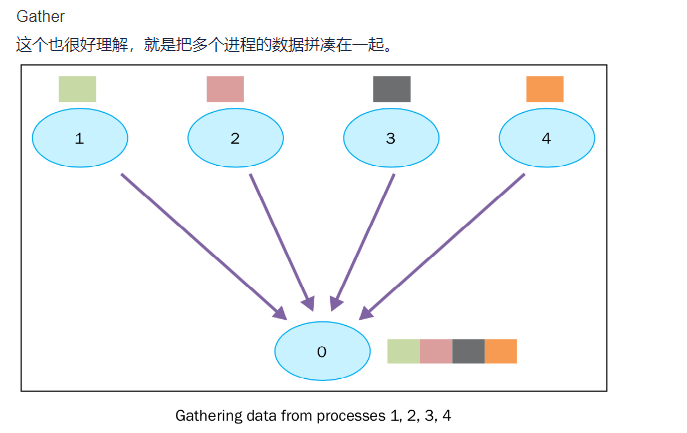 Gather
这个也很好理解，就是把多个进程的数据拼凑在一起。
1 2 3 4
0
Gathering data from processes 1, 2, 3, 4